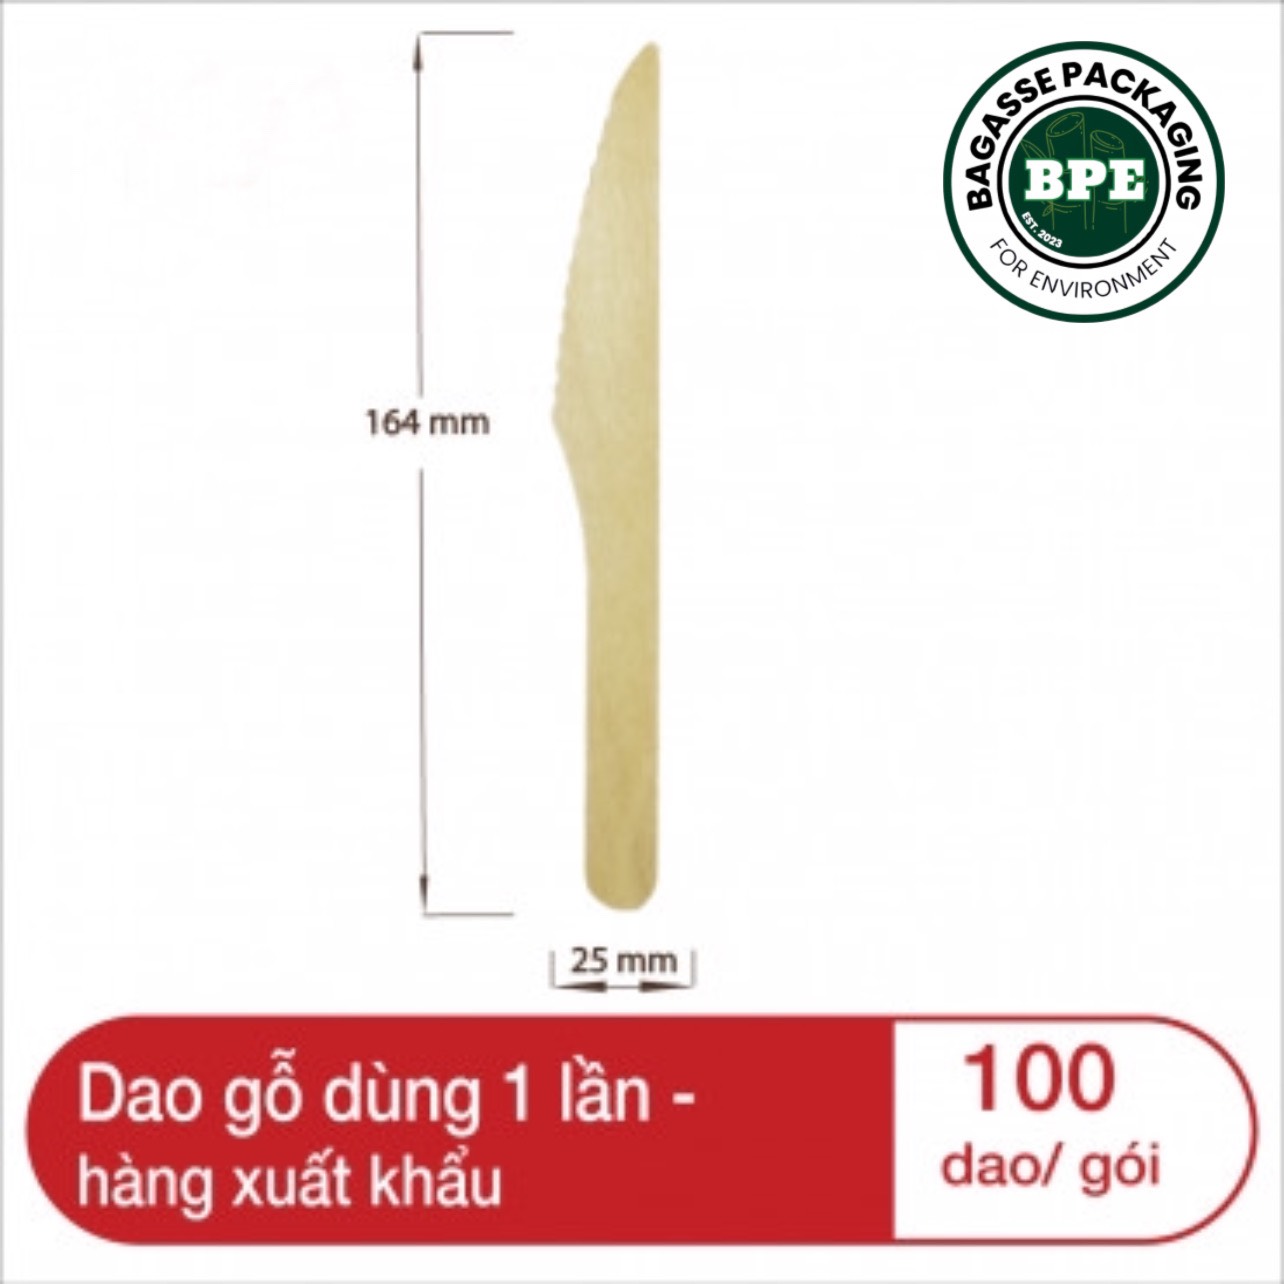 BAGASSE PACKAGING
BPE
EST. 2023
FOR ENVIRONMENT
164 mm
25 mm
Dao gỗ dùng 1 lần -
hàng xuất khẩu
100
dao/ gói